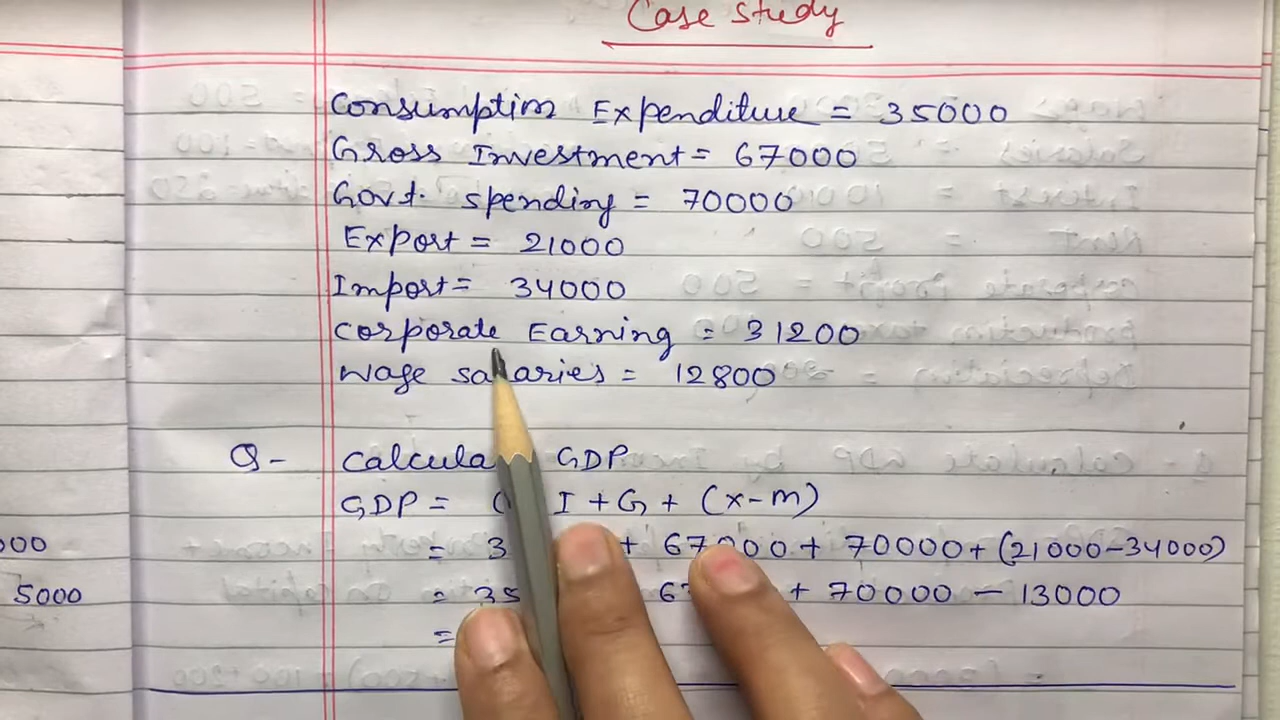 Case Study
Consumption Expenditure = 35000
Gross Investment = 67000
Govt. spending = 70000
Export = 21000
Import = 34000
Corporate Earning = 31200
Wage salaries = 12800
Q- Calcula GDP
GDP = ( I + G + (x-m)
000 = 3 + 67000 + 70000 + (21000-34000)
5000 = 35 67 + 70000 - 13000
=